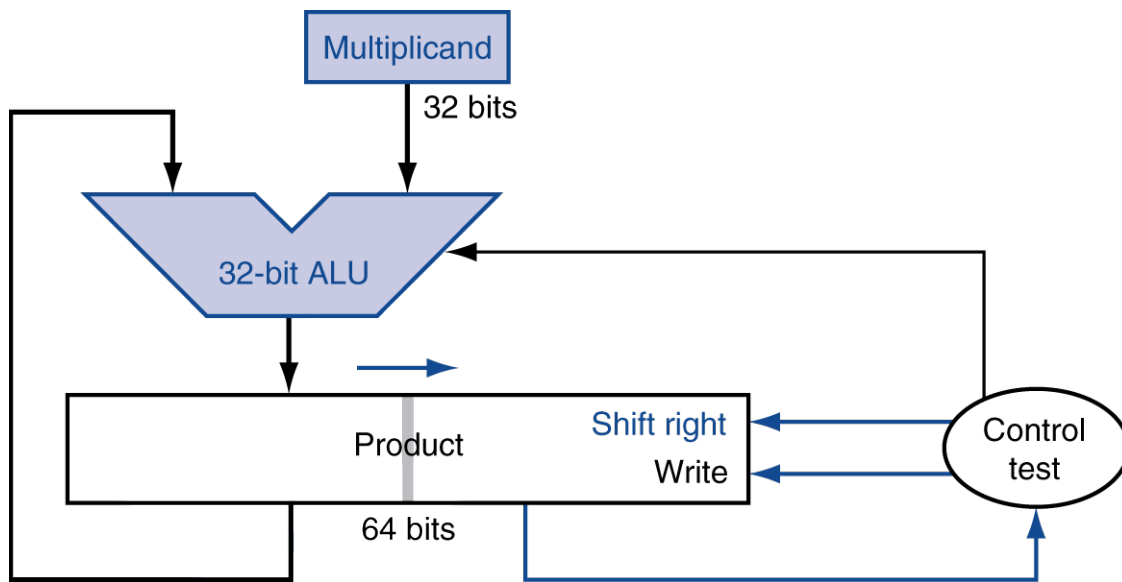 Multiplicand
32 bits
32-bit ALU
Product
Shift right
Write
64 bits
Control
test